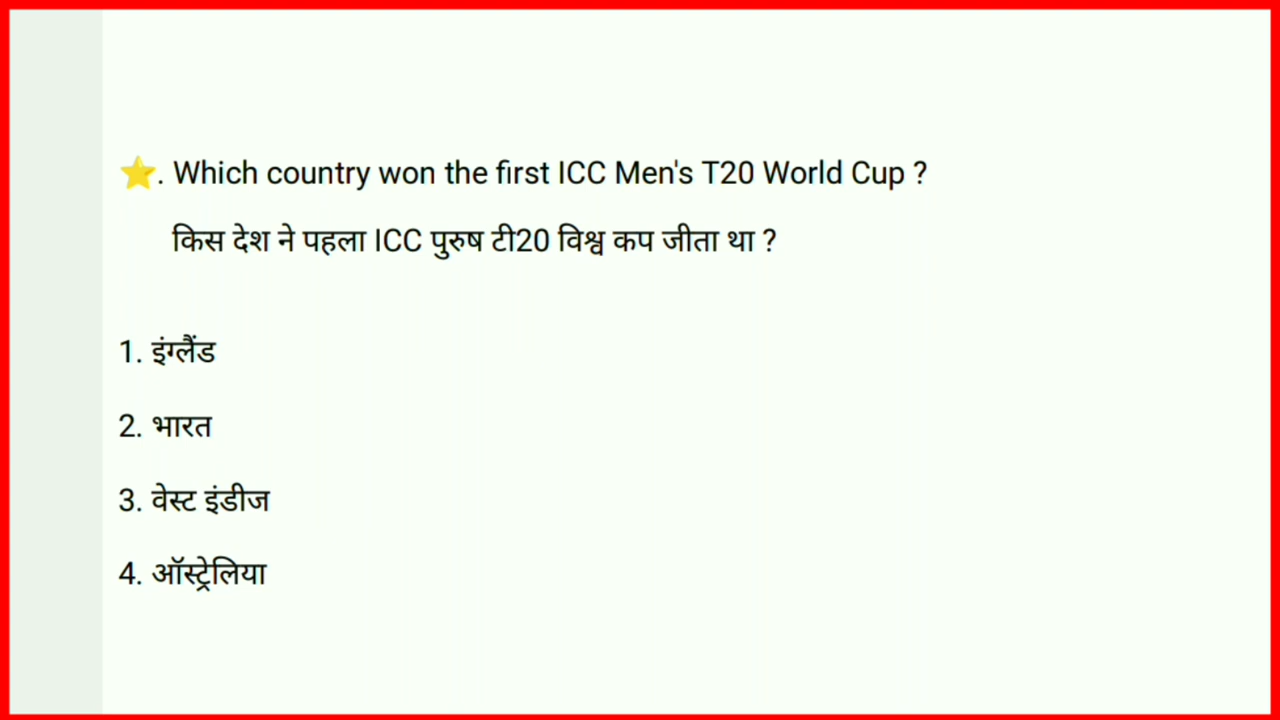 ⭐. Which country won the first ICC Men's T20 World Cup ?
किस देश ने पहला ICC पुरुष टी20 विश्व कप जीता था ?
1. इंग्लैंड
2. भारत
3. वेस्ट इंडीज
4. ऑस्ट्रेलिया